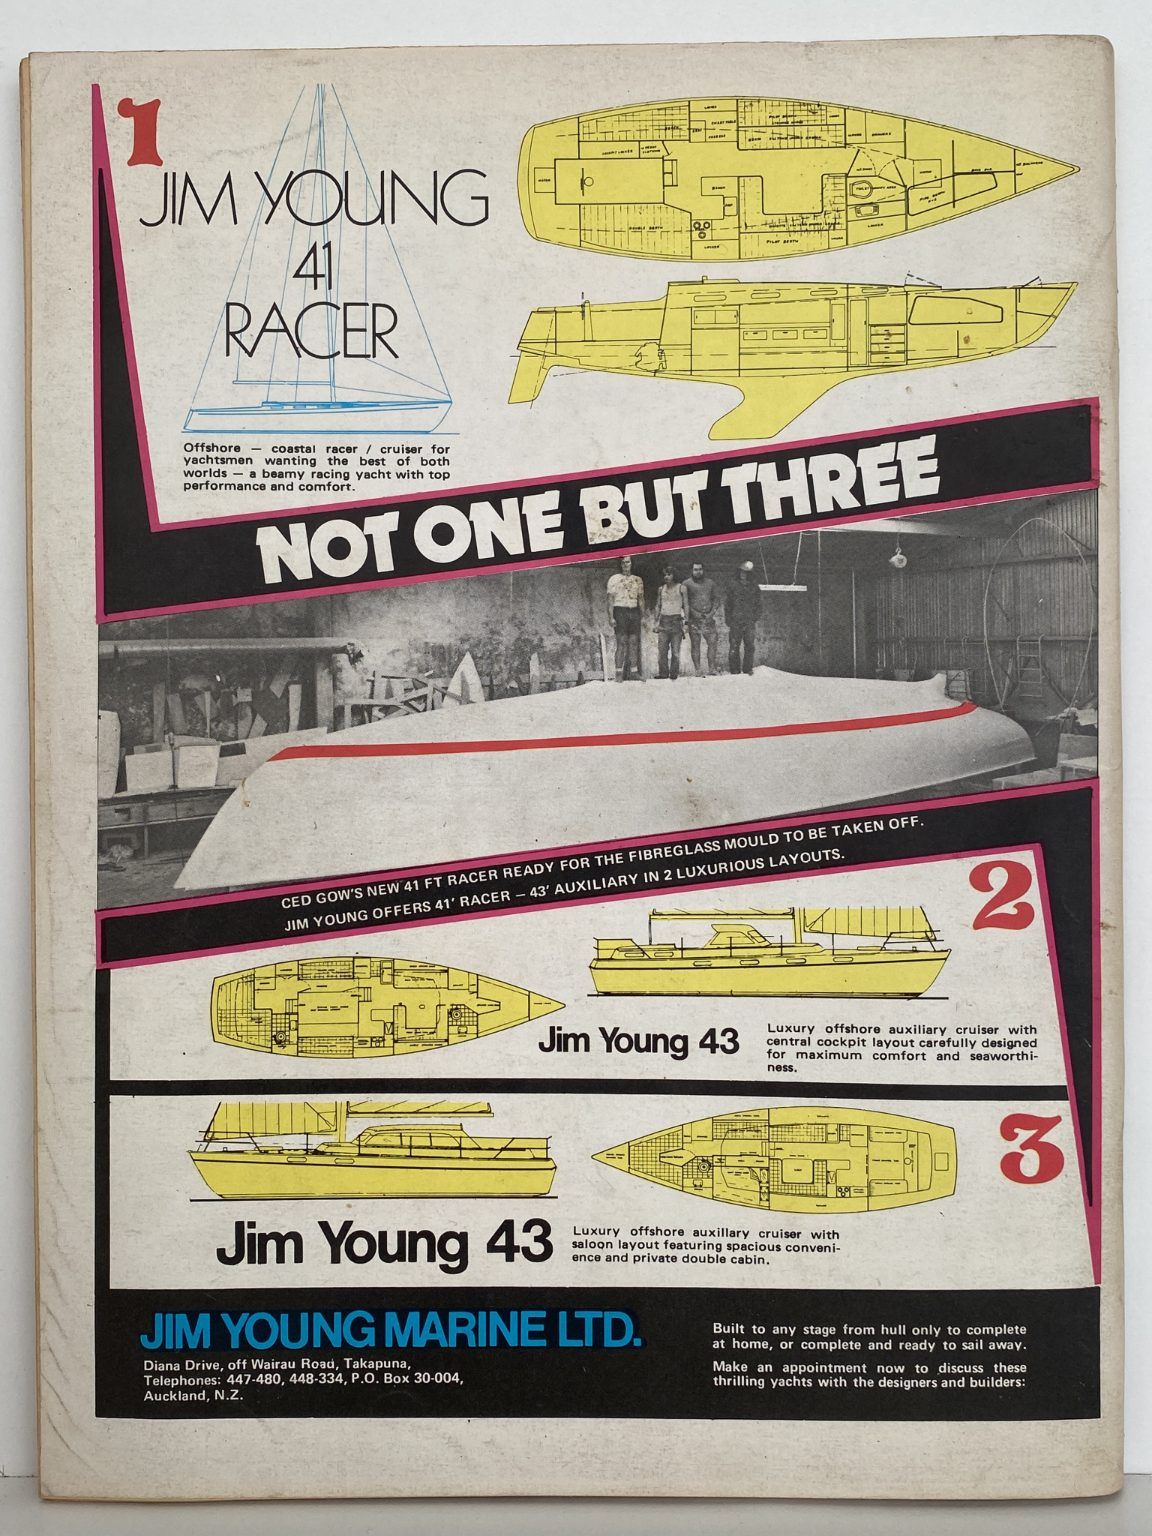 1
JIM YOUNG
41
RACER
Offshore — coastal racer / cruiser for
yachtsmen wanting the best of both
worlds — a beamy racing yacht with top
performance and comfort.
NOT ONE BUT THREE
CED GOW'S NEW 41 FT RACER READY FOR THE FIBREGLASS MOULD TO BE TAKEN OFF.
JIM YOUNG OFFERS 41' RACER — 43' AUXILIARY IN 2 LUXURIOUS LAYOUTS.
2
Jim Young 43
Luxury offshore auxiliary cruiser with
central cockpit layout carefully designed
for maximum comfort and seaworthi-
ness.
3
Jim Young 43
Luxury offshore auxillary cruiser with
saloon layout featuring spacious conveni-
ence and private double cabin.
JIM YOUNG MARINE LTD.
Diana Drive, off Wairau Road, Takapuna,
Telephones: 447-480, 448-334, P.O. Box 30-004,
Auckland, N.Z.
Built to any stage from hull only to complete
at home, or complete and ready to sail away.
Make an appointment now to discuss these
thrilling yachts with the designers and builders: